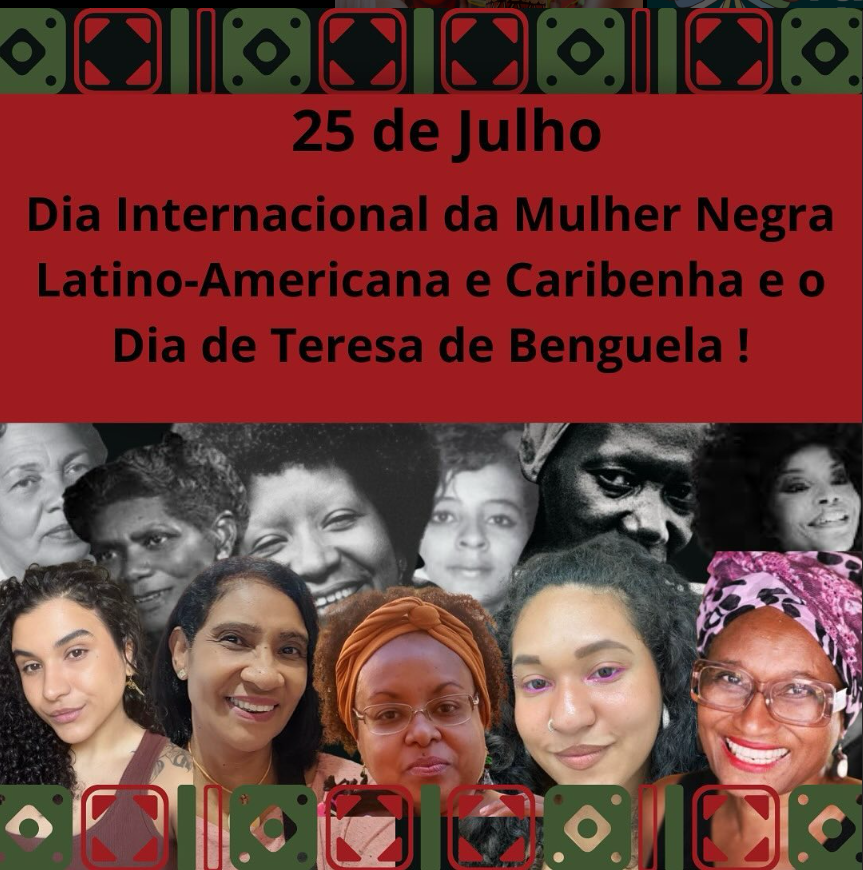 25 de Julho
Dia Internacional da Mulher Negra
Latino-Americana e Caribenha e o
Dia de Teresa de Benguela !